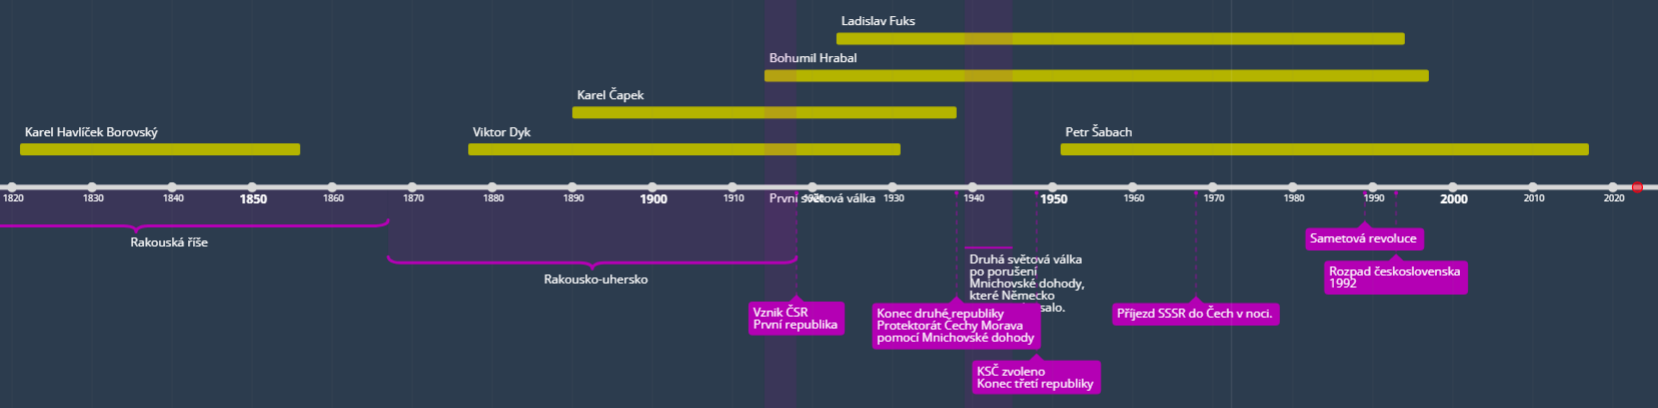 Ladislav Fuks
Bohumil Hrabal
Karel Čapek
Karel Havlíček Borovský
Viktor Dyk
Petr Šabach
1820
1830
1840
1850
1860
1870
1880
1890
1900
1910
První světová válka
1920
1930
1940
1950
1960
1970
1980
1990
2000
2010
2020
Rakouská říše
Rakousko-uhersko
Sametová revoluce
Druhá světová válka
po porušení
Mnichovské dohody,
které Německo
Rozpad československa
1992
Vznik ČSR
První republika
Konec druhé republiky
Protektorát Čechy Morava
pomocí Mnichovské dohody
Příjezd SSSR do Čech v noci.
KSČ zvoleno
Konec třetí republiky